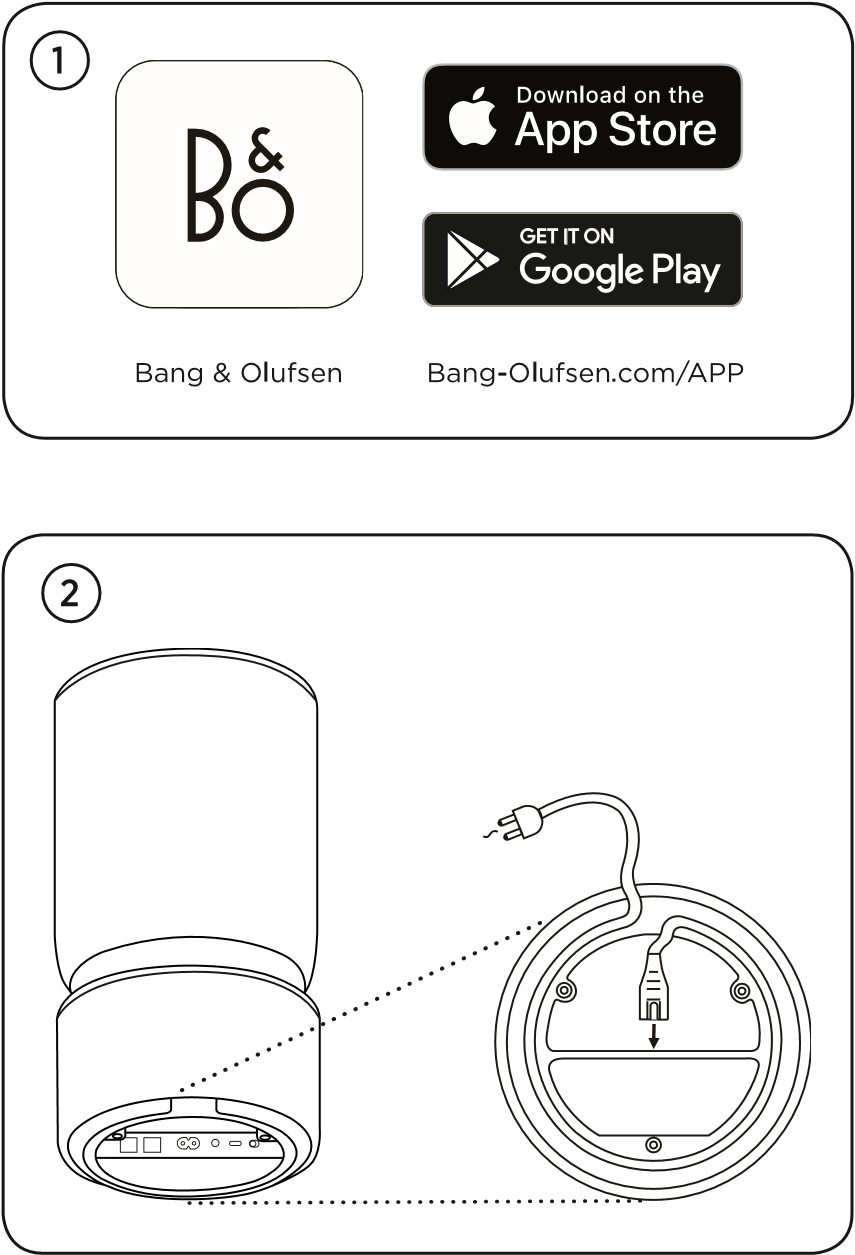 1
B&O
Download on the
App Store
GET IT ON
Google Play
Bang & Olufsen
Bang-Olufsen.com/APP
2